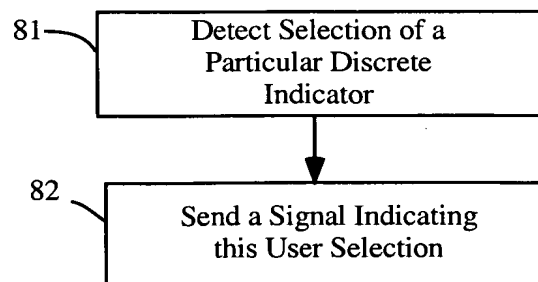 81
Detect Selection of a
Particular Discrete
Indicator
82
Send a Signal Indicating
this User Selection